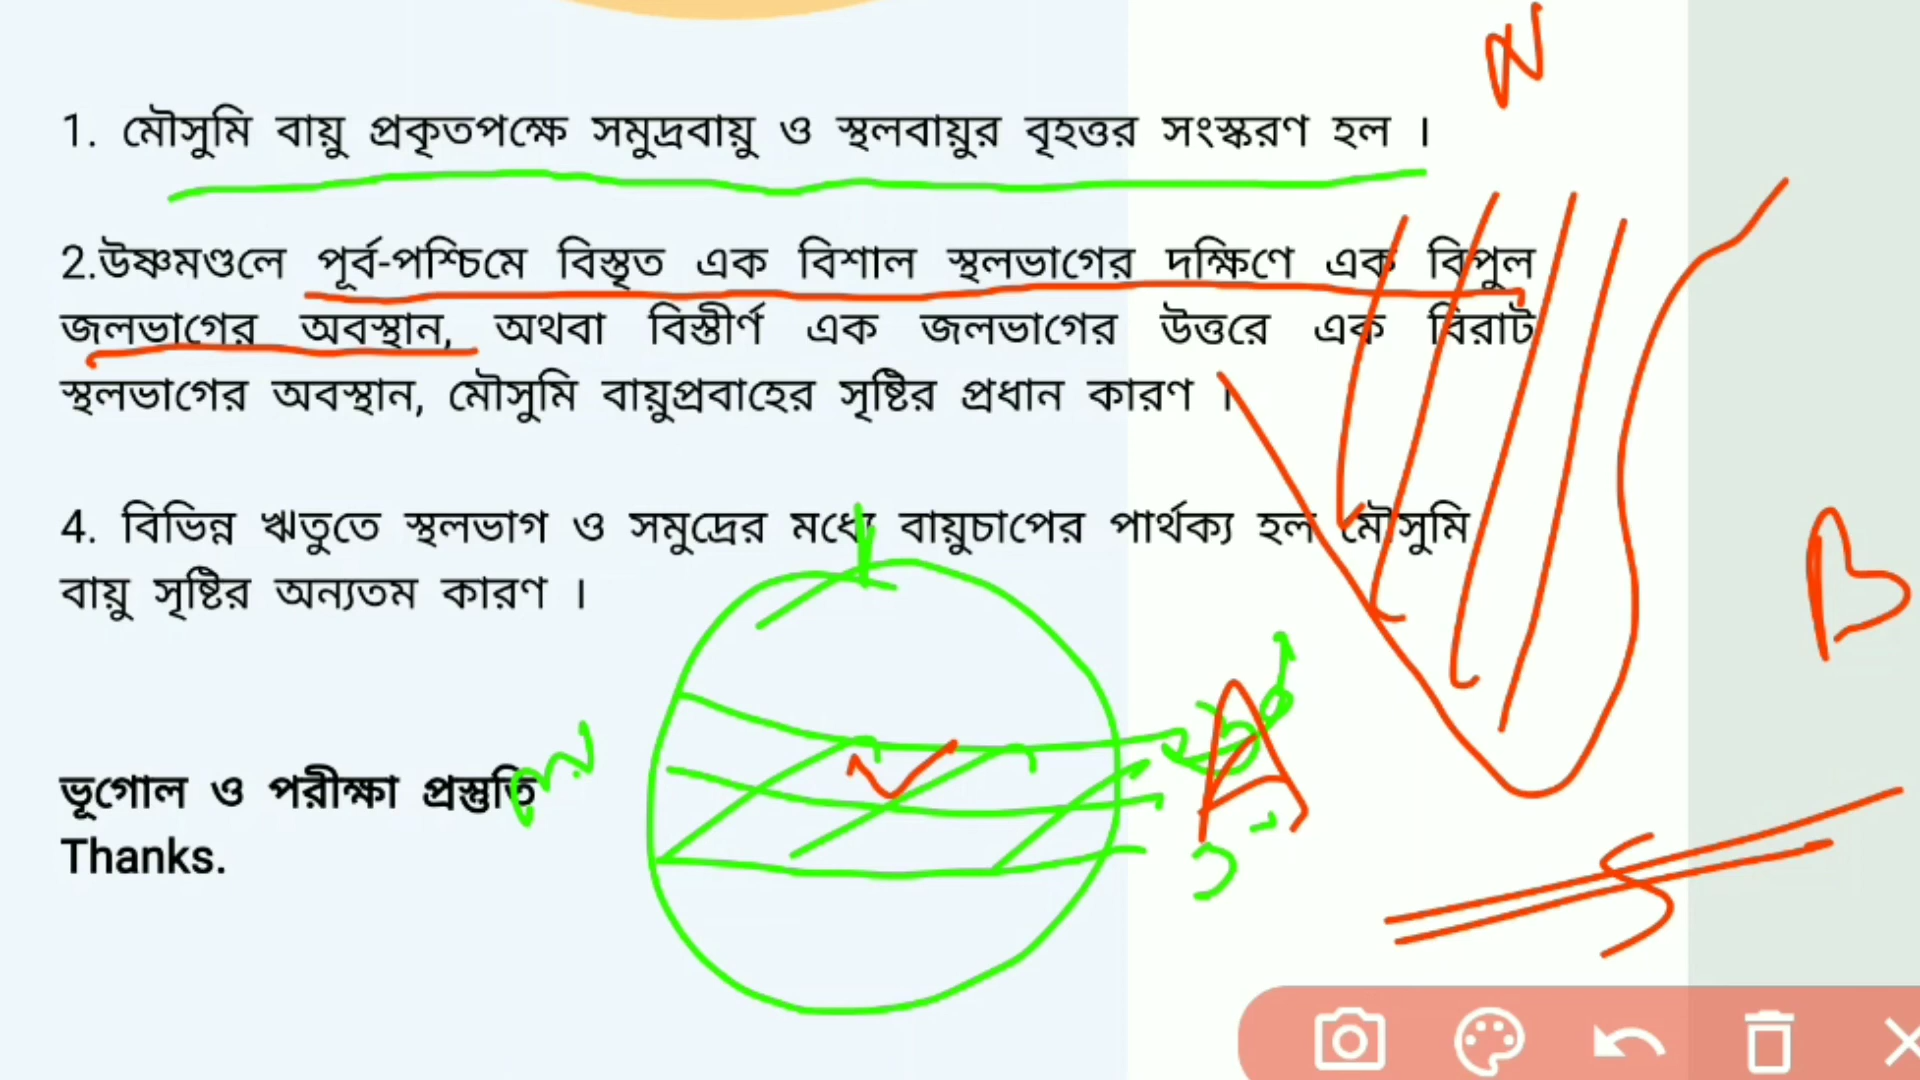 N
1. মৌসুমি বায়ু প্রকৃতপক্ষে সমুদ্রবায়ু ও স্থলবায়ুর বৃহত্তর সংস্করণ হল ।
2.উষ্ণমণ্ডলে পূর্ব-পশ্চিমে বিস্তৃত এক বিশাল স্থলভাগের দক্ষিণে এক বিপুল
জলভাগের অবস্থান, অথবা বিস্তীর্ণ এক জলভাগের উত্তরে এক বিরাট
স্থলভাগের অবস্থান, মৌসুমি বায়ুপ্রবাহের সৃষ্টির প্রধান কারণ ।
4. বিভিন্ন ঋতুতে স্থলভাগ ও সমুদ্রের মধ্যে বায়ুচাপের পার্থক্য হল মৌসুমি
বায়ু সৃষ্টির অন্যতম কারণ ।
B
A
ভূগোল ও পরীক্ষা প্রস্তুতি
Thanks.
S